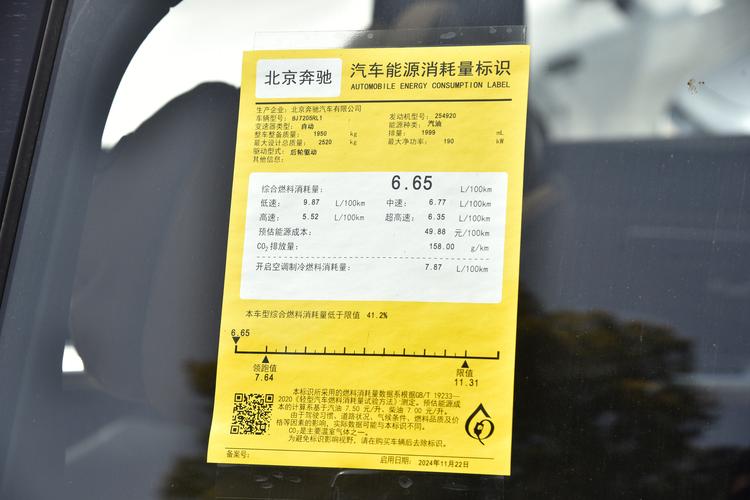 北京奔驰
汽车能源消耗量标识
AUTOMOBILE ENERGY CONSUMPTION LABEL
生产企业：北京奔驰汽车有限公司
车辆型号：BJ7205RL1 发动机型号：254920
变速器类型：自动 能源种类：汽油
整车整备质量：1950 kg 排量：1999 mL
最大设计总质量：2520 kg 最大净功率：190 kW
驱动型式：后轮驱动
其他信息：
综合燃料消耗量：6.65 L/100km
低速：9.87 L/100km 中速：6.77 L/100km
高速：5.52 L/100km 超高速：6.35 L/100km
预估能源成本：49.88 元/100km
CO₂排放量：158.00 g/km
开启空调制冷燃料消耗量：7.87 L/100km
本车型综合燃料消耗量低于限值 41.2%
6.65
领跑值 限值
7.64 11.31
本标识所采用的燃料消耗量数据系根据GB/T 19233—
2020《轻型汽车燃料消耗量试验方法》测定。预估能源成
本的计算系基于汽油 7.50 元/升、柴油 7.00 元/升。
由于驾驶习惯、道路状况、气候条件、燃料品质及价
格等因素的影响，实际数据可能与本标识不同。
CO₂是主要温室气体之一。
为避免标识影响视野，请在购买车辆后去除标识。
备案号： 启用日期：2024年11月22日